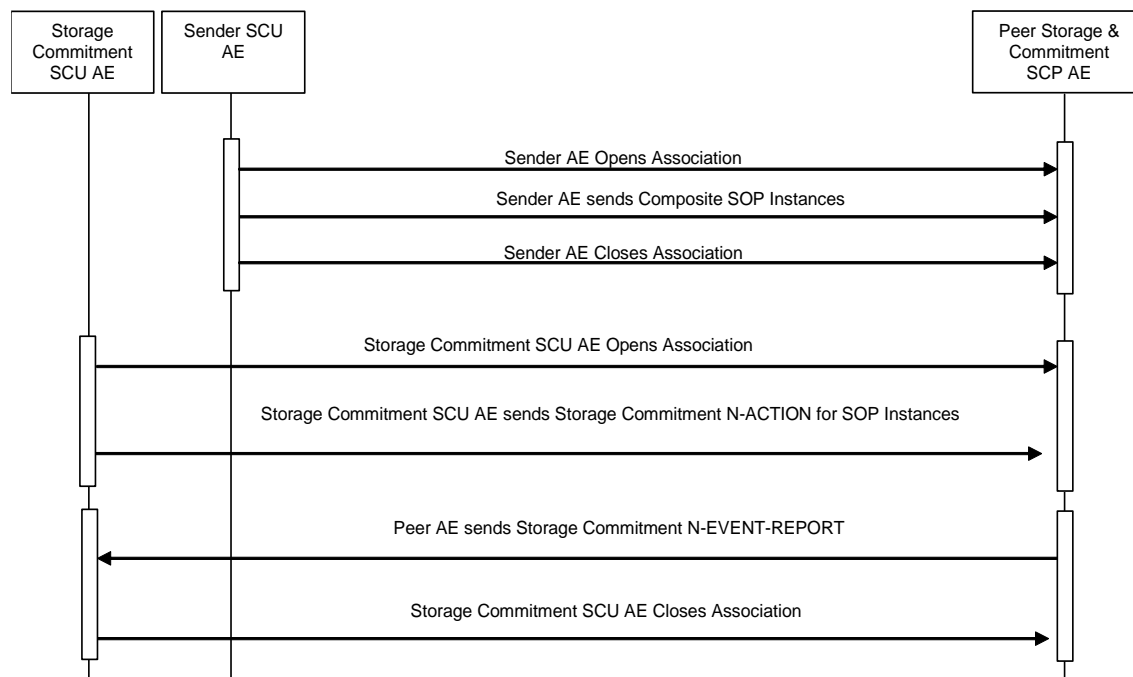 Storage
Commitment
SCU AE
Sender SCU
AE
Peer Storage &
Commitment
SCP AE
Sender AE Opens Association
Sender AE sends Composite SOP Instances
Sender AE Closes Association
Storage Commitment SCU AE Opens Association
Storage Commitment SCU AE sends Storage Commitment N-ACTION for SOP Instances
Peer AE sends Storage Commitment N-EVENT-REPORT
Storage Commitment SCU AE Closes Association